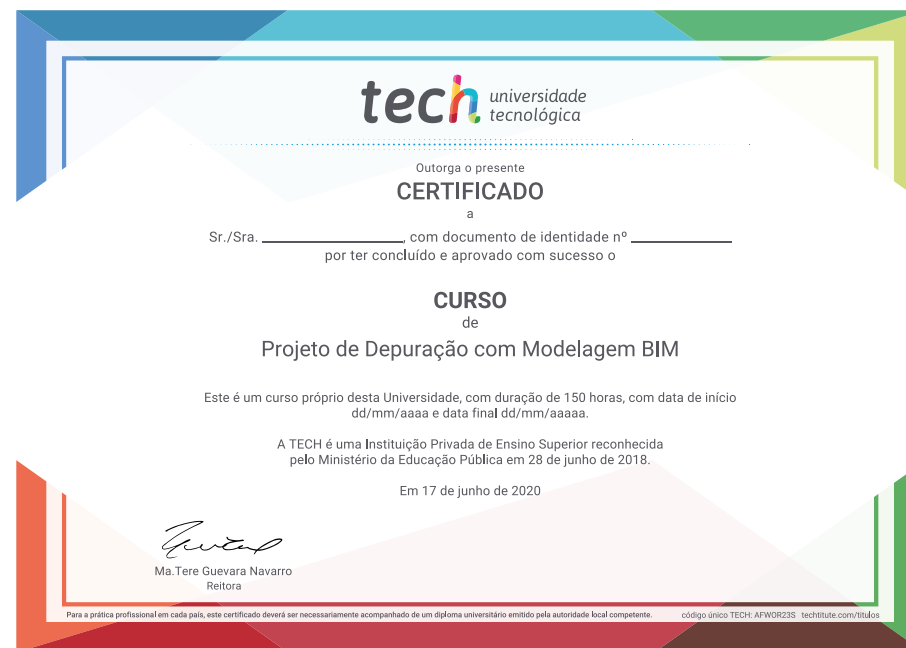 tech universidade
tecnológica
Outorga o presente
CERTIFICADO
a
Sr./Sra. ____________, com documento de identidade nº ____________
por ter concluído e aprovado com sucesso o
CURSO
de
Projeto de Depuração com Modelagem BIM
Este é um curso próprio desta Universidade, com duração de 150 horas, com data de início
dd/mm/aaaa e data final dd/mm/aaaaa.
A TECH é uma Instituição Privada de Ensino Superior reconhecida
pelo Ministério da Educação Pública em 28 de junho de 2018.
Em 17 de junho de 2020
Ma.Tere Guevara Navarro
Reitora
Para a prática profissional em cada país, este certificado deverá ser necessariamente acompanhado de um diploma universitário emitido pela autoridade local competente. código único TECH: AFWOR23S techtitute.com/titulos